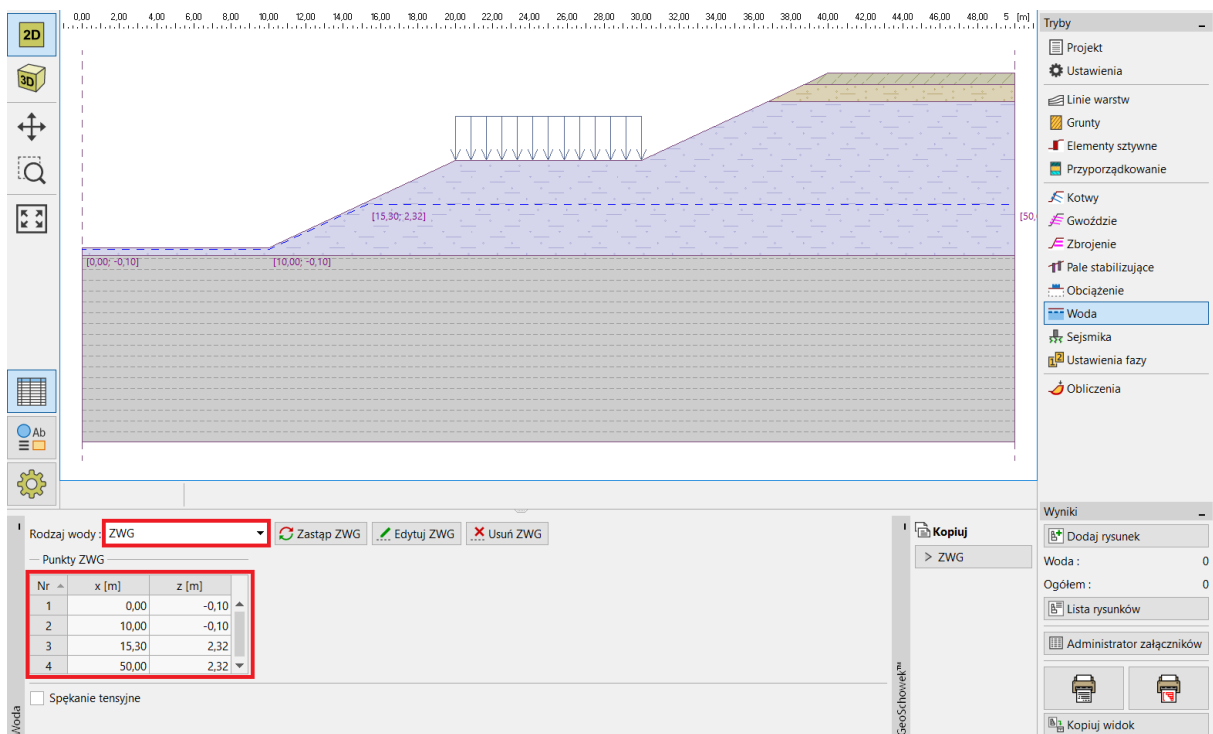 0,00 2,00 4,00 6,00 8,00 10,00 12,00 14,00 16,00 18,00 20,00 22,00 24,00 26,00 28,00 30,00 32,00 34,00 36,00 38,00 40,00 42,00 44,00 46,00 48,00 5 [m]
2D
3D
Ab
[15,30; 2,32]
[50,
[0,00; -0,10]
[10,00; -0,10]
Tryby
Projekt
Ustawienia
Linie warstw
Grunty
Elementy sztywne
Przyporządkowanie
Kotwy
Gwoździe
Zbrojenie
Pale stabilizujące
Obciążenie
Woda
Sejsmika
Ustawienia fazy
Obliczenia
Rodzaj wody : ZWG Zastąp ZWG Edytuj ZWG Usuń ZWG
Punkty ZWG
Nr x [m] z [m]
1 0,00 -0,10
2 10,00 -0,10
3 15,30 2,32
4 50,00 2,32
Spękanie tensyjne
Woda
Kopiuj
> ZWG
GeoSchowek™
Wyniki
Dodaj rysunek
Woda : 0
Ogółem : 0
Lista rysunków
Administrator załączników
Kopiuj widok